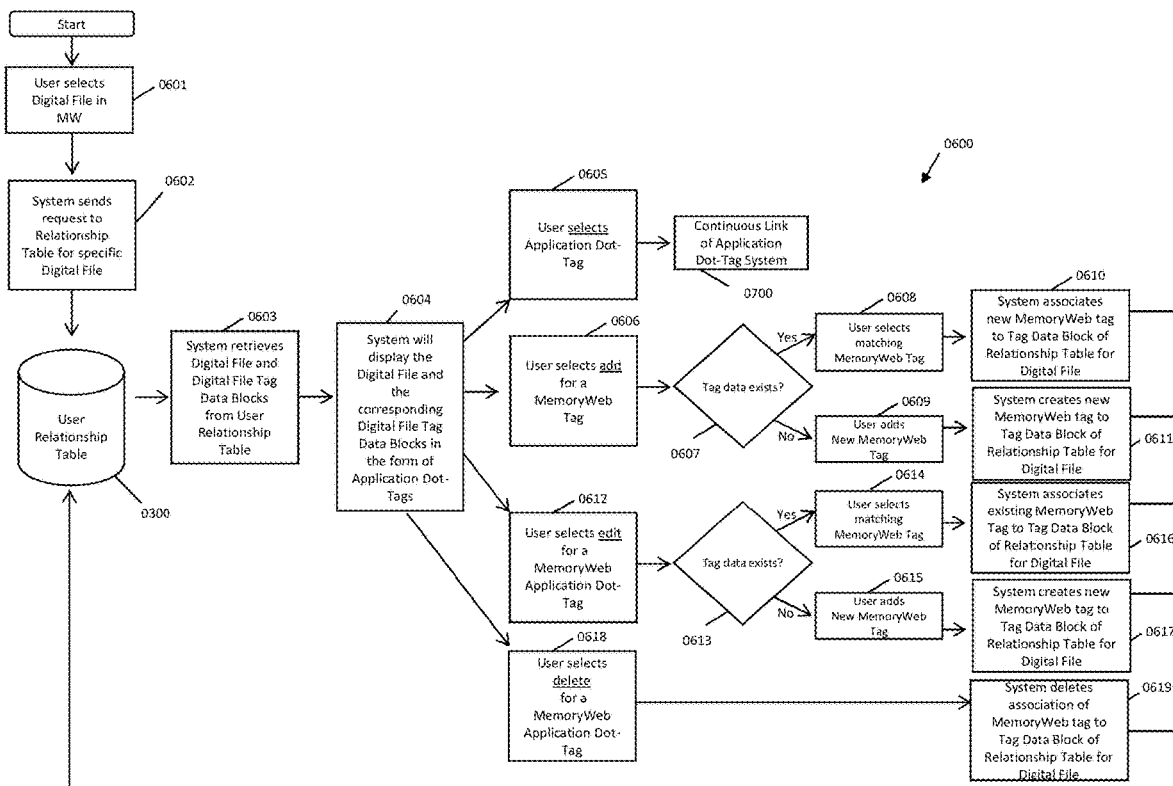 Start
User selects
Digital File in
MW
0601
System sends
request to
Relationship
Table for specific
Digital File
0602
User
Relationship
Table
0300
0603
System retrieves
Digital File and
Digital File Tag
Data Blocks
from User
Relationship
Table
0604
System will
display the
Digital File and
the
corresponding
Digital File Tag
Data Blocks in
the form of
Application Dot-
Tags
0600
0605
User selects
Application Dot-
Tag
Continuous Link
of Application
Dot-Tag System
0700
0606
User selects add
for a
MemoryWeb
Tag
Tag data exists?
0607
Yes
No
0608
User selects
matching
MemoryWeb Tag
0609
User adds
New MemoryWeb
Tag
0610
System associates
new MemoryWeb tag
to Tag Data Block of
Relationship Table for
Digital File
System creates new
MemoryWeb tag to
Tag Data Block of
Relationship Table for
Digital File
0611
0612
User selects edit
for a
MemoryWeb
Application Dot-
Tag
Tag data exists?
0613
Yes
No
0614
User selects
matching
MemoryWeb Tag
0615
User adds
New MemoryWeb
Tag
System associates
existing MemoryWeb
Tag to Tag Data Block
of Relationship Table
for Digital File
0616
System creates new
MemoryWeb tag to
Tag Data Block of
Relationship Table for
Digital File
0617
0618
User selects
delete
for a
MemoryWeb
Application Dot-
Tag
System deletes
association of
MemoryWeb tag to
Tag Data Block of
Relationship Table for
Digital File
0619